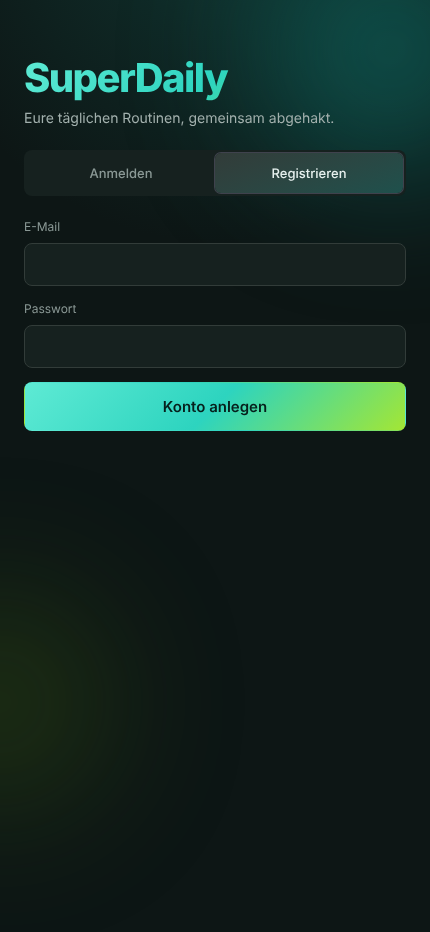 SuperDaily
Eure täglichen Routinen, gemeinsam abgehakt.
Anmelden
Registrieren
E-Mail
Passwort
Konto anlegen